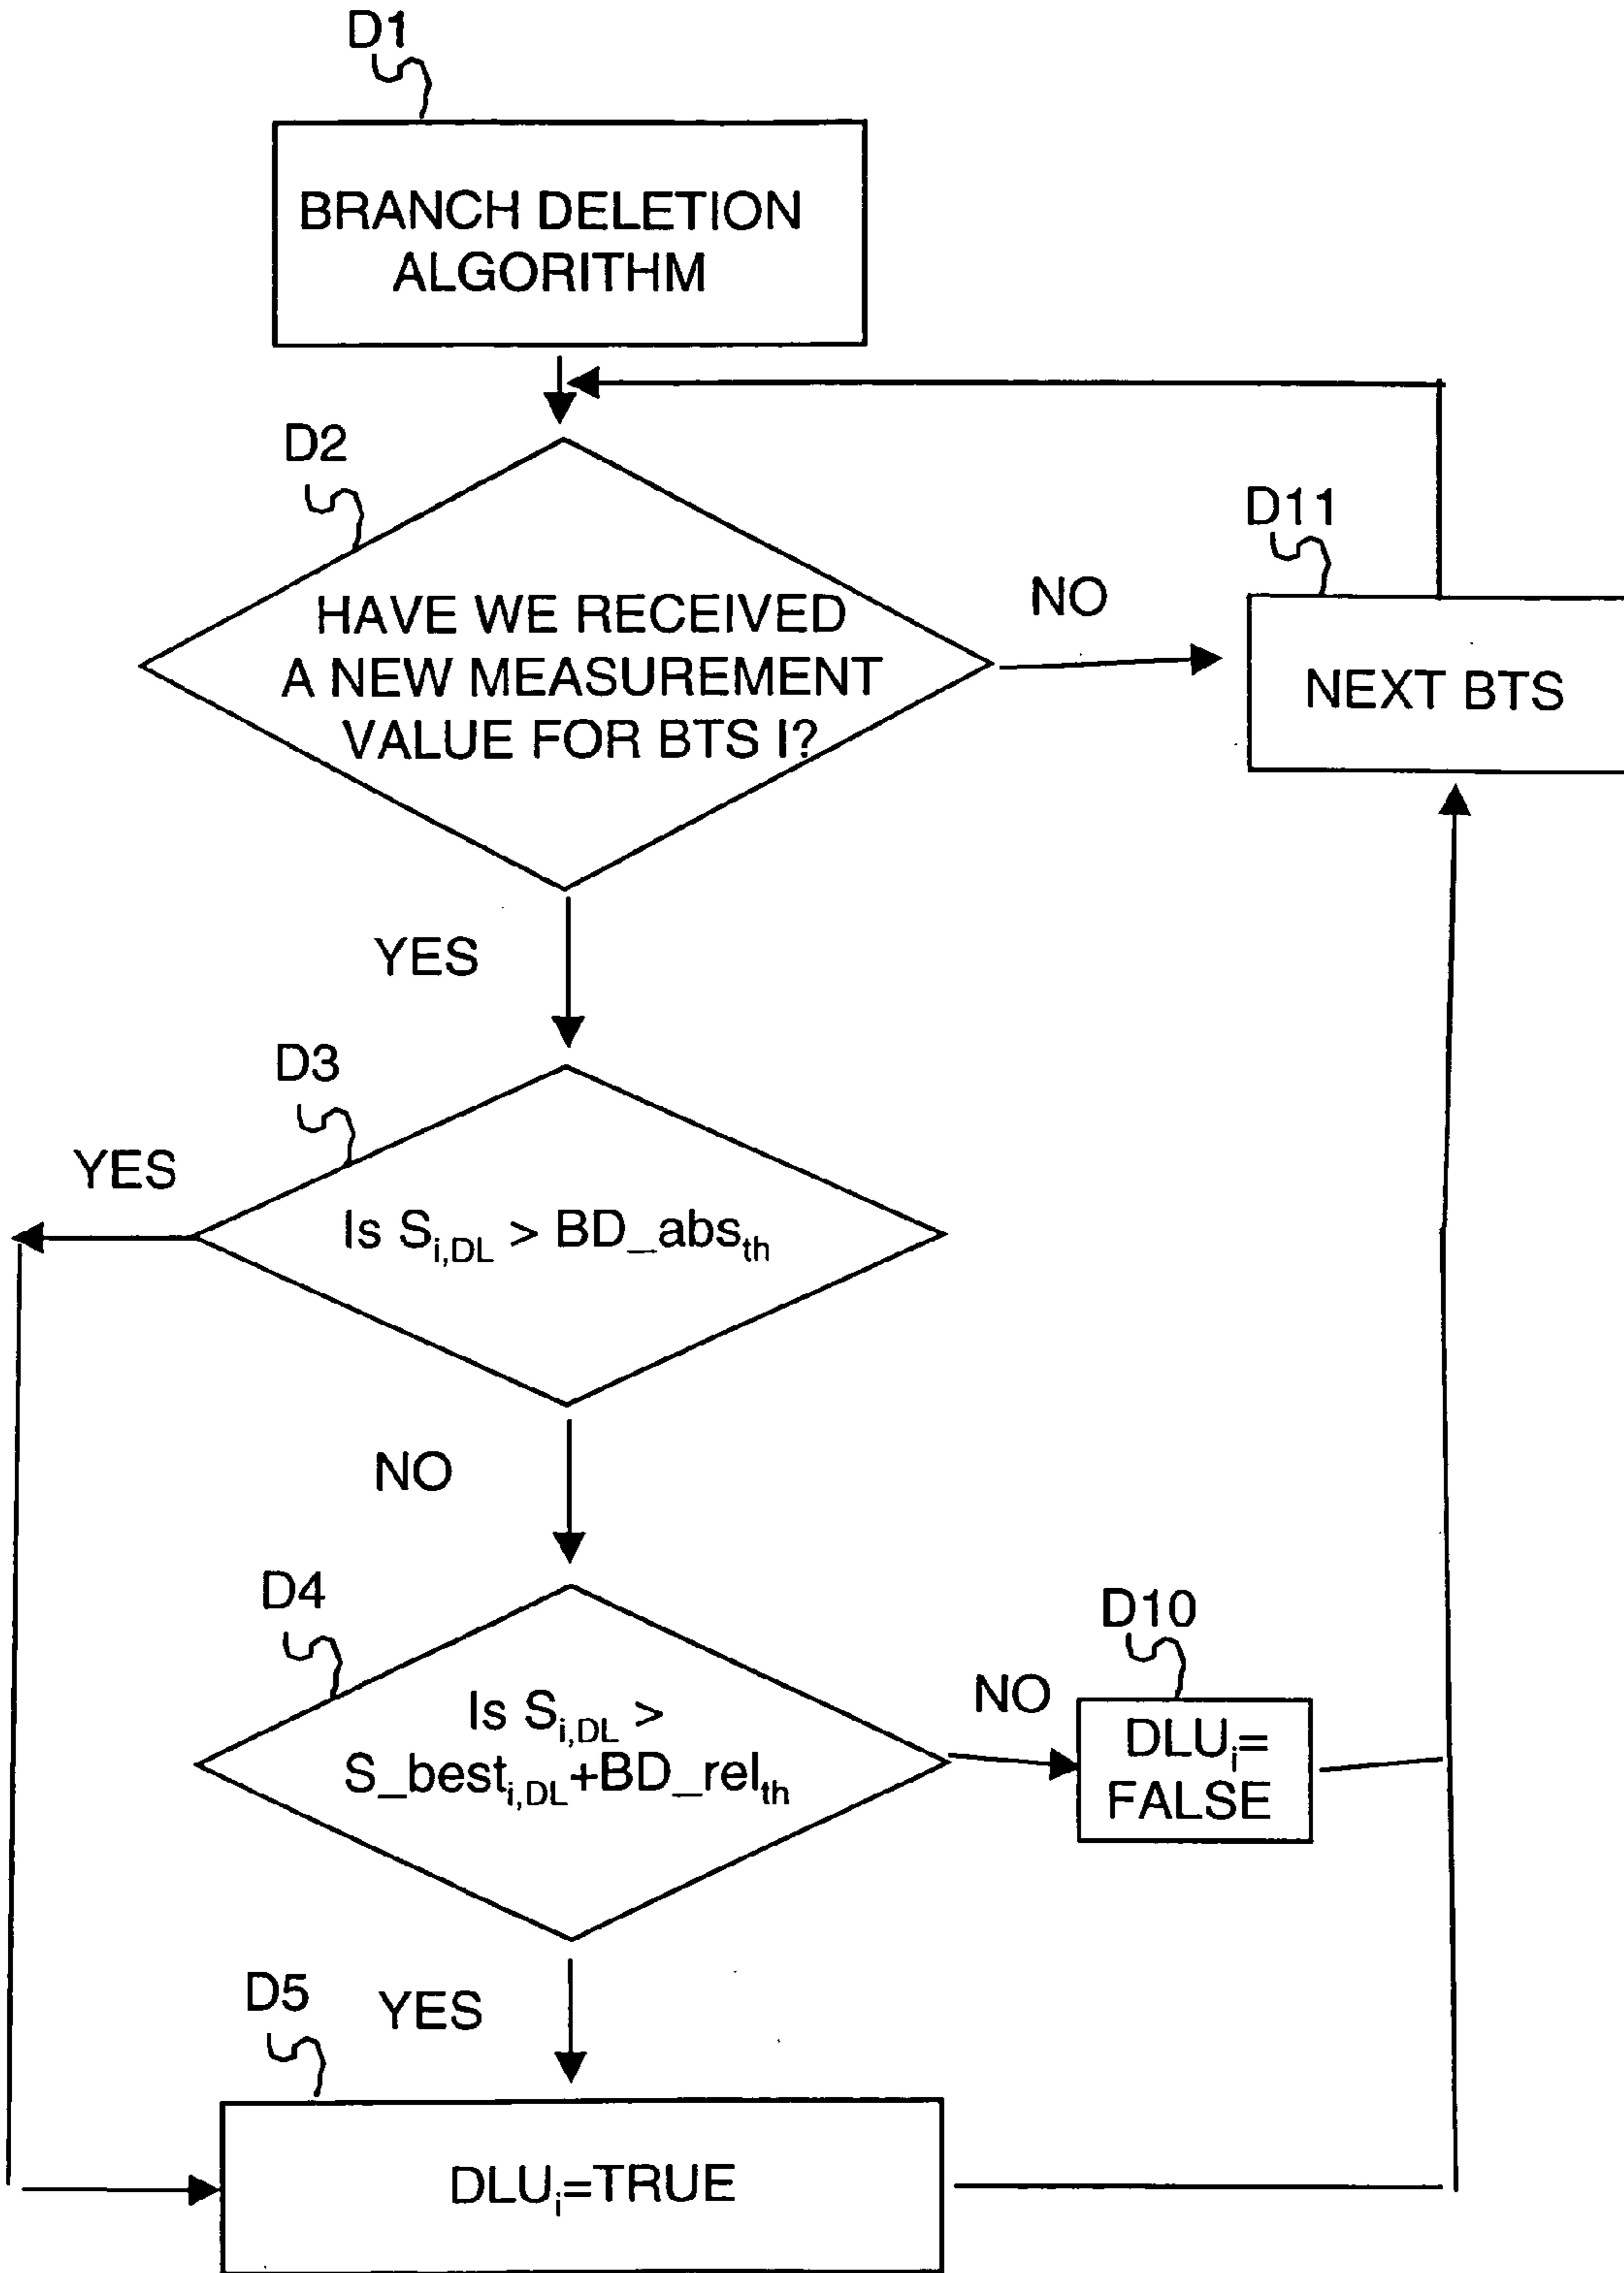 D1
BRANCH DELETION
ALGORITHM
D2
HAVE WE RECEIVED
A NEW MEASUREMENT
VALUE FOR BTS I?
NO
D11
NEXT BTS
YES
D3
YES
Is S_{i,DL} > BD_abs_{th}
NO
D4
Is S_{i,DL} >
S_best_{i,DL}+BD_rel_{th}
NO
D10
DLU_{i}=
FALSE
D5
YES
DLU_{i}=TRUE